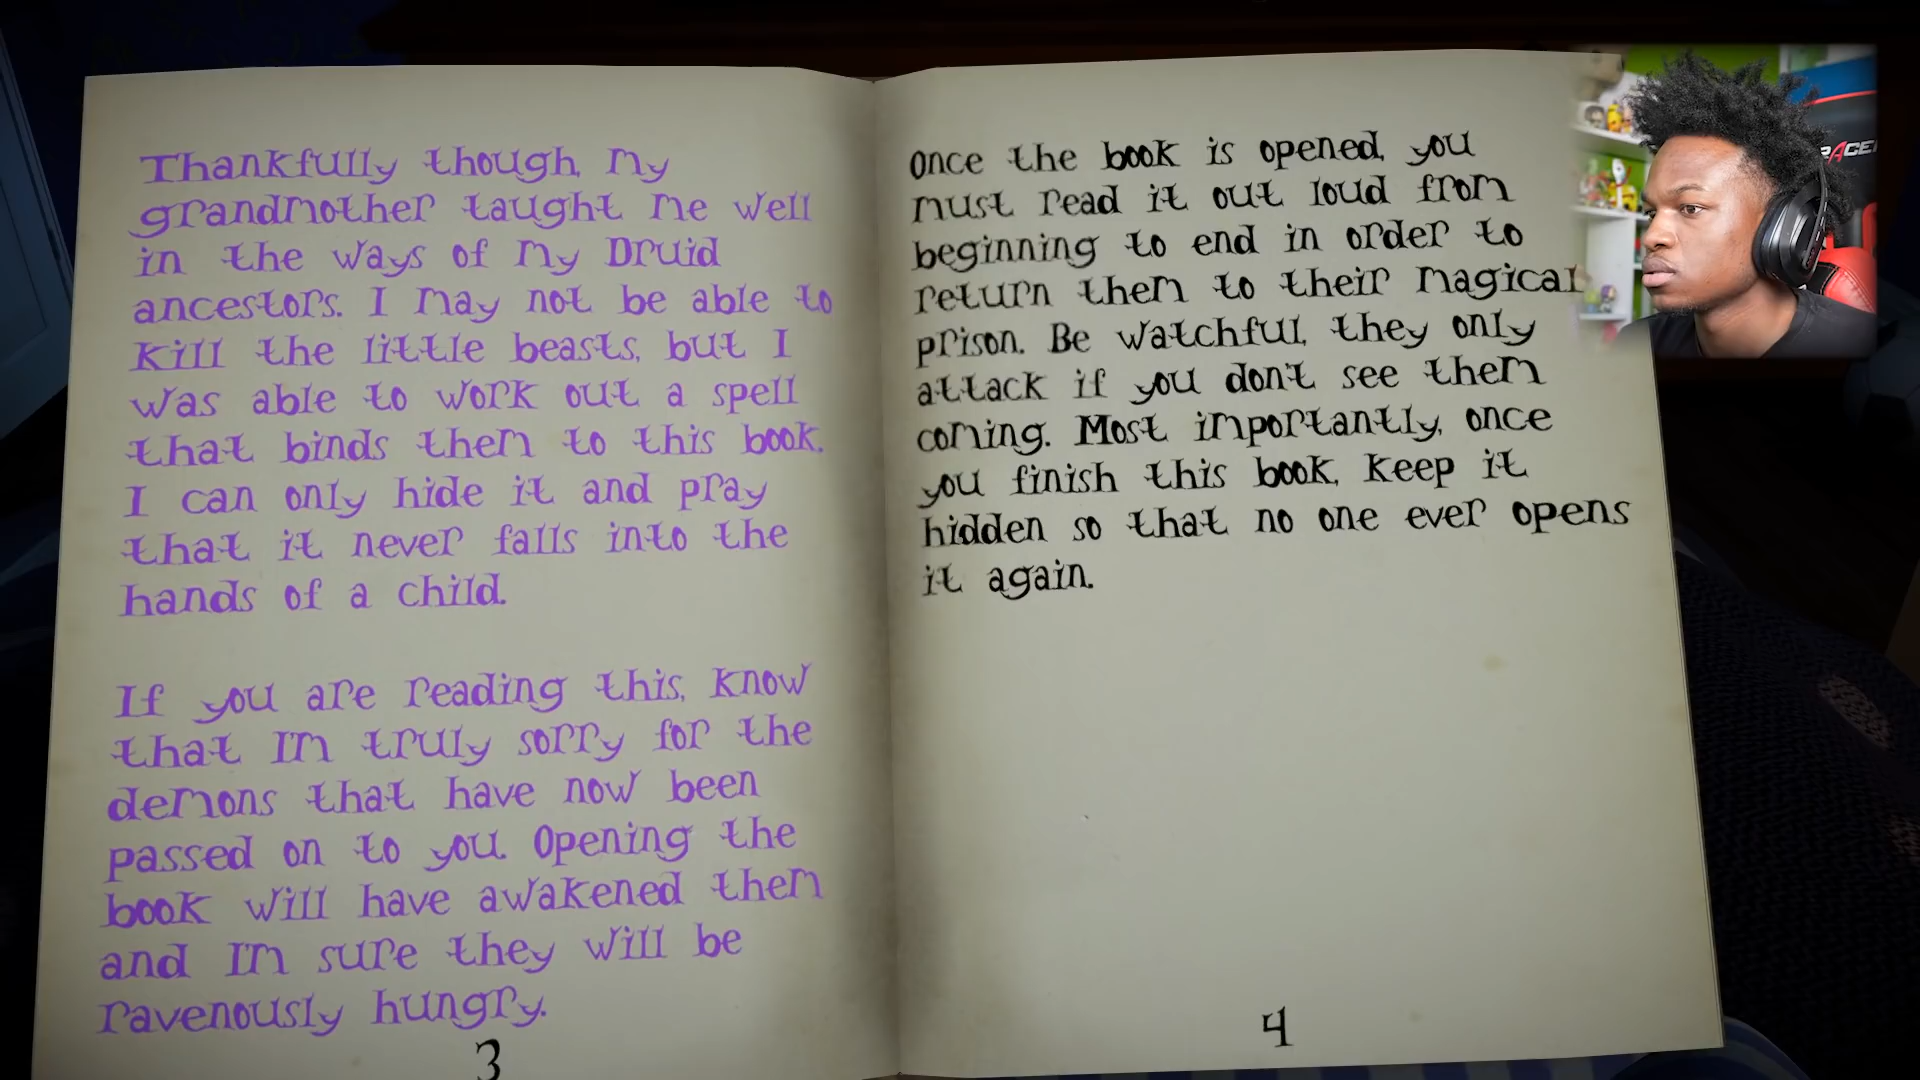 Thankfully though, my
grandmother taught me well
in the ways of my Druid
ancestors. I may not be able to
kill the little beasts, but I
was able to work out a spell
that binds them to this book.
I can only hide it and pray
that it never falls into the
hands of a child.
If you are reading this, know
that I'm truly sorry for the
demons that have now been
passed on to you. Opening the
book will have awakened them
and I'm sure they will be
ravenously hungry.
3
Once the book is opened, you
must read it out loud from
beginning to end in order to
return them to their magical
prison. Be watchful, they only
attack if you don't see them
coming. Most importantly, once
you finish this book, keep it
hidden so that no one ever opens
it again.
4